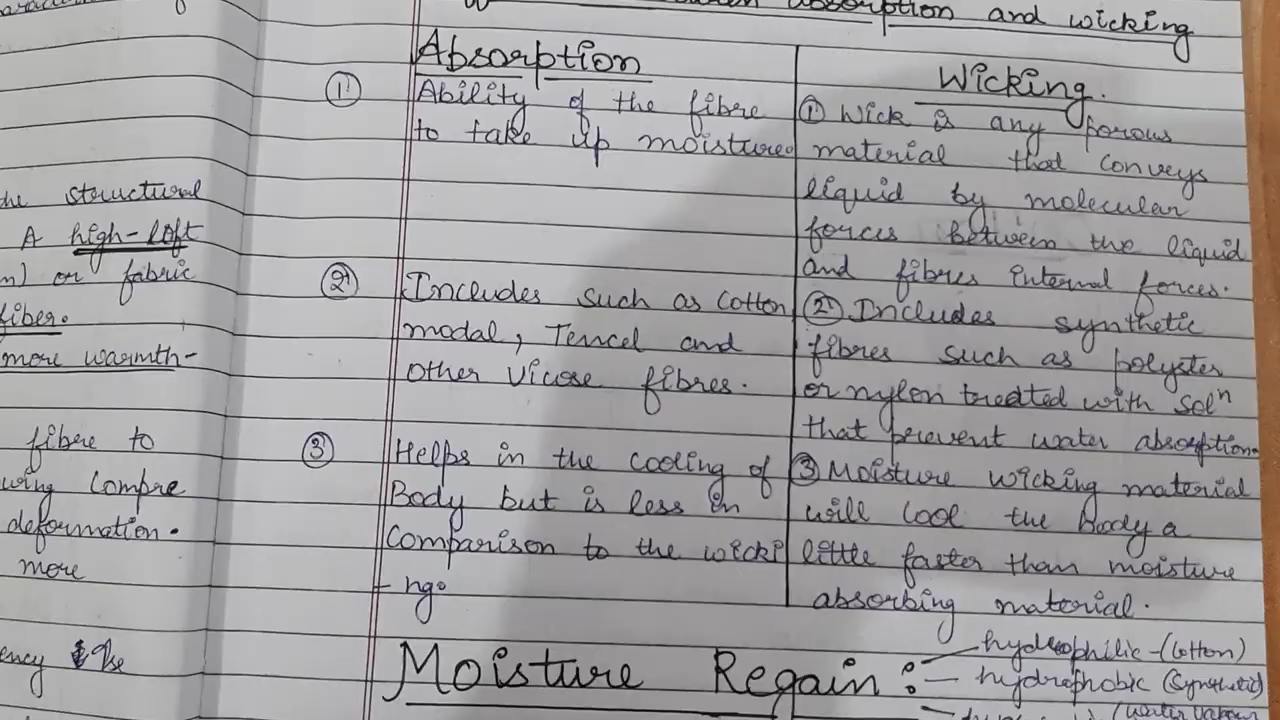 absorption and wicking
Absorption
① Ability of the fibre
to take up moisture.
② Includes such as cotton
modal, Tencel and
other vicose fibres.
③ Helps in the cooling of
Body but is less in
comparison to the wicki
- ng.
Wicking.
① Wick is any porous
material that conveys
liquid by molecular
forces between the liquid
and fibres internal forces.
② Includes synthetic
fibres such as polyster
or nylon treated with solⁿ
that prevent water absorption.
③ Moisture wicking material
will cool the Body a
little faster than moisture
absorbing material.
Moisture Regain :
- hydrophilic - (Cotton)
- hydrophobic (Synthetic)
the structural
A high-loft
or fabric
fiber.
more warmth-
fibre to
compre
deformation.
more
ency the